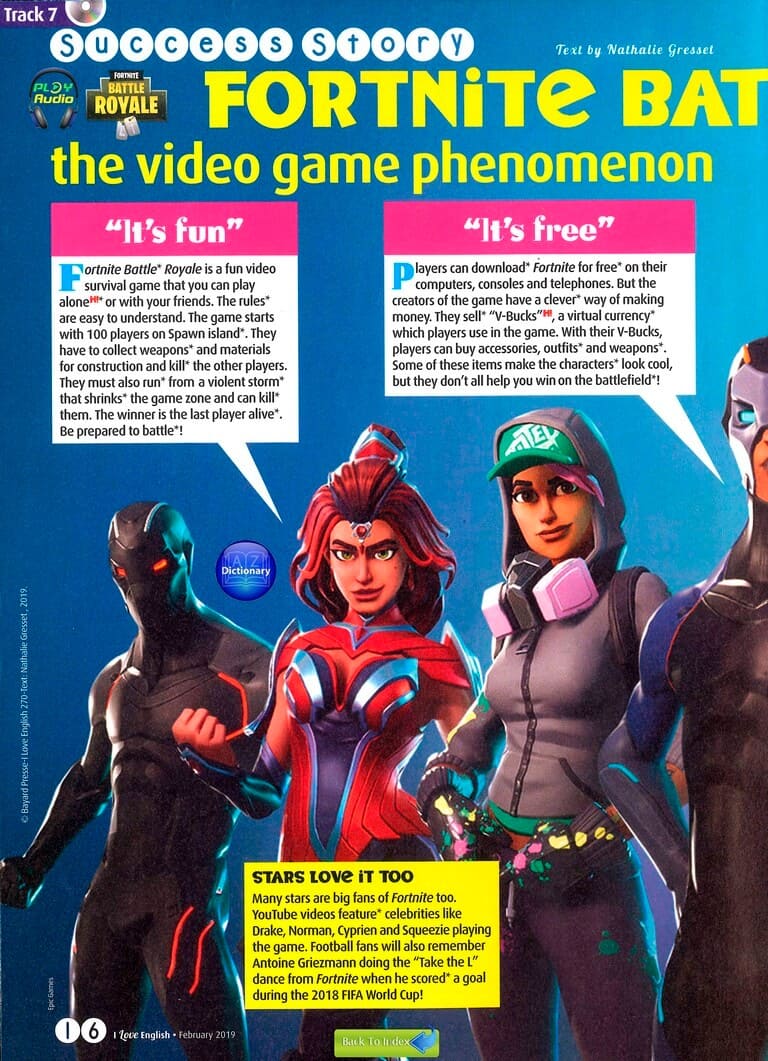 Track 7
Success Story
Text by Nathalie Gresset
PLAY
Audio
FORTNITE
BATTLE
ROYALE
FORTNiTe BAT
the video game phenomenon
“It’s fun”
Fortnite Battle* Royale is a fun video
survival game that you can play
alone H!* or with your friends. The rules*
are easy to understand. The game starts
with 100 players on Spawn island*. They
have to collect weapons* and materials
for construction and kill* the other players.
They must also run* from a violent storm*
that shrinks* the game zone and can kill*
them. The winner is the last player alive*.
Be prepared to battle*!
“It’s free”
Players can download* Fortnite for free* on their
computers, consoles and telephones. But the
creators of the game have a clever* way of making
money. They sell* “V-Bucks” H!, a virtual currency*
which players use in the game. With their V-Bucks,
players can buy accessories, outfits* and weapons*.
Some of these items make the characters* look cool,
but they don’t all help you win on the battlefield*!
A Z
Dictionary
© Bayard Presse-I Love English 270-Text: Nathalie Gresset, 2019.
STARS LOVE iT TOO
Many stars are big fans of Fortnite too.
YouTube videos feature* celebrities like
Drake, Norman, Cyprien and Squeezie playing
the game. Football fans will also remember
Antoine Griezmann doing the “Take the L”
dance from Fortnite when he scored* a goal
during the 2018 FIFA World Cup!
Epic Games
16 I Love English • February 2019
Back To Index